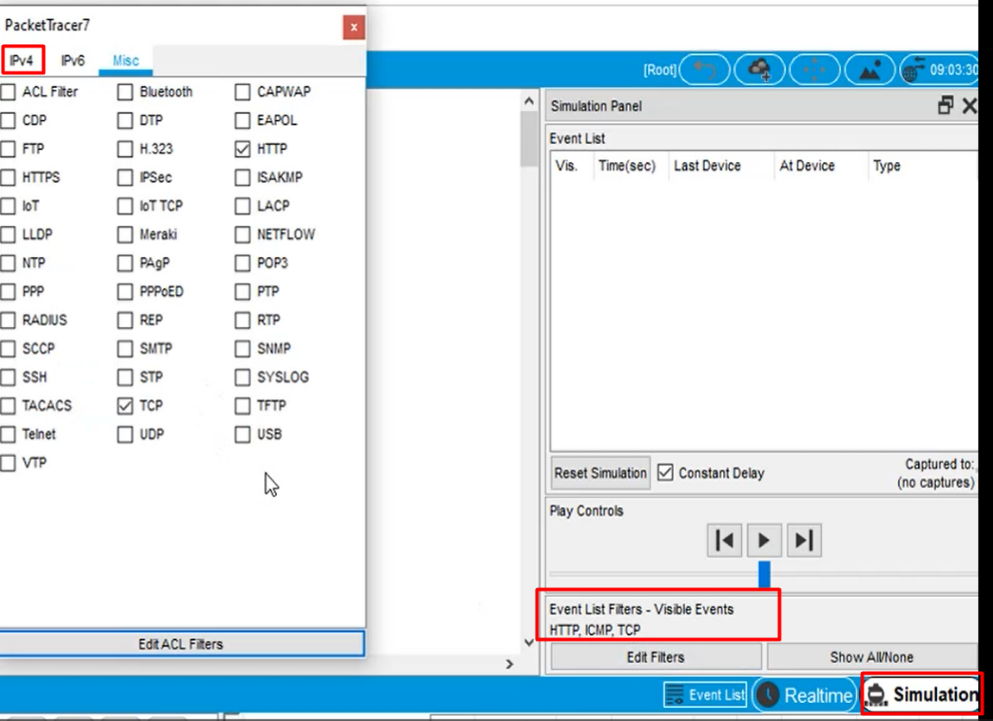 PacketTracer7
x
IPv4 IPv6 Misc
ACL Filter Bluetooth CAPWAP
CDP DTP EAPOL
FTP H.323 HTTP
HTTPS IPSec ISAKMP
IoT IoT TCP LACP
LLDP Meraki NETFLOW
NTP PAgP POP3
PPP PPPoED PTP
RADIUS REP RTP
SCCP SMTP SNMP
SSH STP SYSLOG
TACACS TCP TFTP
Telnet UDP USB
VTP
Edit ACL Filters
[Root] 09:03:30
Simulation Panel
Event List
Vis. Time(sec) Last Device At Device Type
Reset Simulation Constant Delay Captured to:
(no captures)
Play Controls
Event List Filters - Visible Events
HTTP, ICMP, TCP
Edit Filters Show All/None
Event List Realtime Simulation